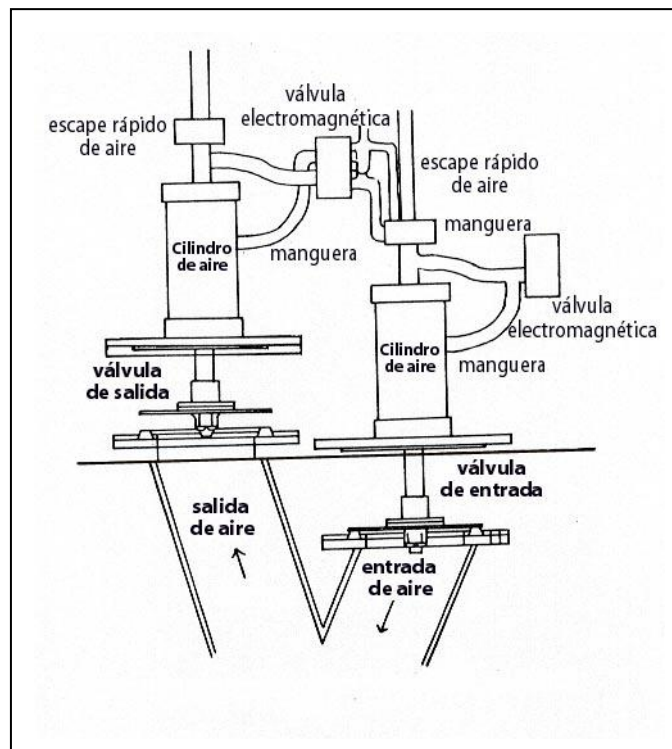 válvula
electromagnética
escape rápido
de aire
escape rápido
de aire
manguera
Cilindro
de aire
manguera
válvula
electromagnética
Cilindro
de aire
manguera
válvula
de salida
válvula
de entrada
salida
de aire
entrada
de aire